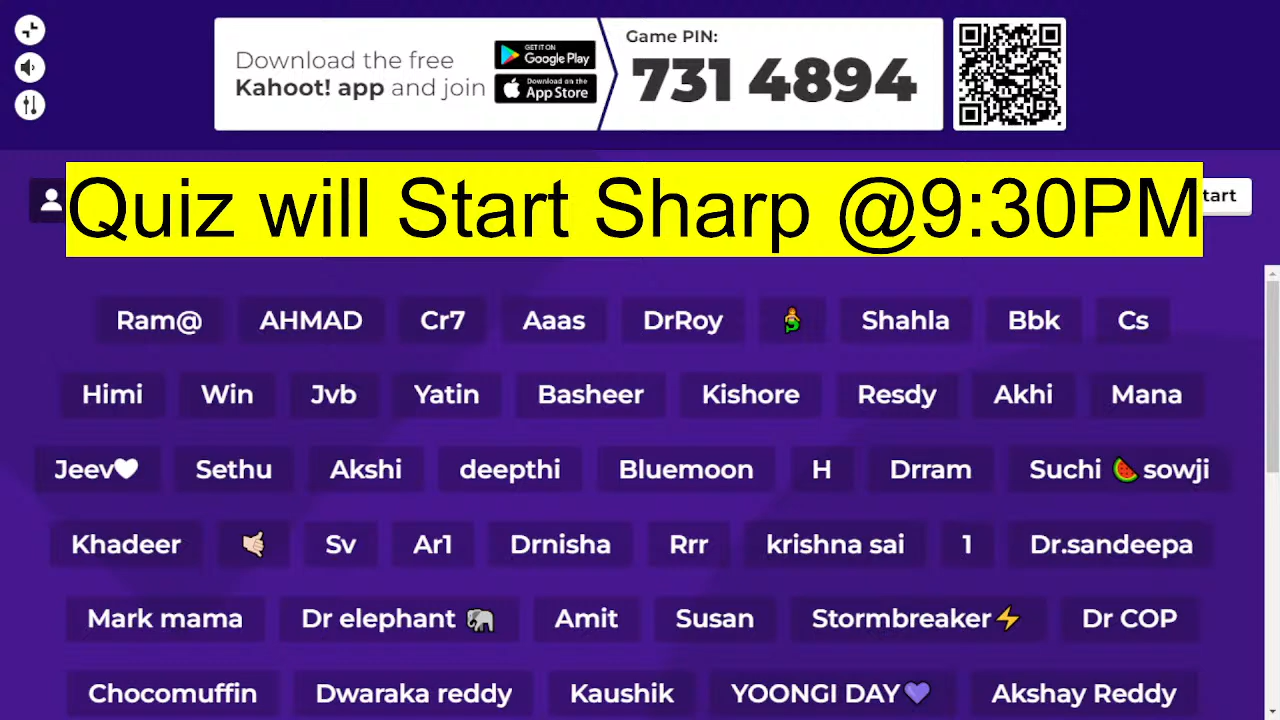 Download the free
Kahoot! app and join
GET IT ON
Google Play
Download on the
App Store
Game PIN:
731 4894
Quiz will Start Sharp @9:30PM
tart
Ram@ AHMAD Cr7 Aaas DrRoy 🧜 Shahla Bbk Cs
Himi Win Jvb Yatin Basheer Kishore Resdy Akhi Mana
Jeev🤍 Sethu Akshi deepthi Bluemoon H Drram Suchi 🍉sowji
Khadeer 🤙🏻 Sv Ar1 Drnisha Rrr krishna sai 1 Dr.sandeepa
Mark mama Dr elephant 🐘 Amit Susan Stormbreaker⚡ Dr COP
Chocomuffin Dwaraka reddy Kaushik YOONGI DAY💜 Akshay Reddy